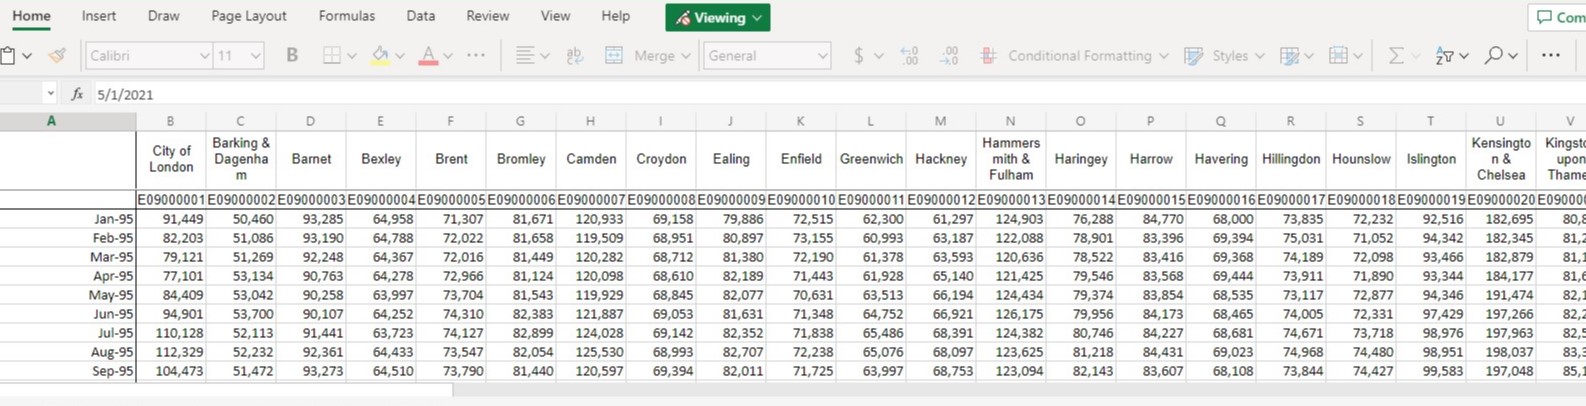 Home Insert Draw Page Layout Formulas Data Review View Help Viewing Com
Calibri 11 B A ... ab Merge General $ .00 .00 Conditional Formatting Styles Σ ...
fx 5/1/2021
A B C D E F G H I J K L M N O P Q R S T U V
City of London Barking & Dagenham Barnet Bexley Brent Bromley Camden Croydon Ealing Enfield Greenwich Hackney Hammersmith & Fulham Haringey Harrow Havering Hillingdon Hounslow Islington Kensington & Chelsea Kingsto upon Thame
E09000001 E09000002 E09000003 E09000004 E09000005 E09000006 E09000007 E09000008 E09000009 E09000010 E09000011 E09000012 E09000013 E09000014 E09000015 E09000016 E09000017 E09000018 E09000019 E09000020 E09000
Jan-95 91,449 50,460 93,285 64,958 71,307 81,671 120,933 69,158 79,886 72,515 62,300 61,297 124,903 76,288 84,770 68,000 73,835 72,232 92,516 182,695 80,8
Feb-95 82,203 51,086 93,190 64,788 72,022 81,658 119,509 68,951 80,897 73,155 60,993 63,187 122,088 78,901 83,396 69,394 75,031 71,052 94,342 182,345 81,2
Mar-95 79,121 51,269 92,248 64,367 72,016 81,449 120,282 68,712 81,380 72,190 61,378 63,593 120,636 78,522 83,416 69,368 74,189 72,098 93,466 182,879 81,1
Apr-95 77,101 53,134 90,763 64,278 72,966 81,124 120,098 68,610 82,189 71,443 61,928 65,140 121,425 79,546 83,568 69,444 73,911 71,890 93,344 184,177 81,6
May-95 84,409 53,042 90,258 63,997 73,704 81,543 119,929 68,845 82,077 70,631 63,513 66,194 124,434 79,374 83,854 68,535 73,117 72,877 94,346 191,474 82,1
Jun-95 94,901 53,700 90,107 64,252 74,310 82,383 121,887 69,053 81,631 71,348 64,752 66,921 126,175 79,956 84,173 68,465 74,005 72,331 97,429 197,266 82,2
Jul-95 110,128 52,113 91,441 63,723 74,127 82,899 124,028 69,142 82,352 71,838 65,486 68,391 124,382 80,746 84,227 68,681 74,671 73,718 98,976 197,963 82,5
Aug-95 112,329 52,232 92,361 64,433 73,547 82,054 125,530 68,993 82,707 72,238 65,076 68,097 123,625 81,218 84,431 69,023 74,968 74,480 98,951 198,037 83,3
Sep-95 104,473 51,472 93,273 64,510 73,790 81,440 120,597 69,394 82,011 71,725 63,997 68,753 123,094 82,143 83,607 68,108 73,844 74,427 99,583 197,048 85,1